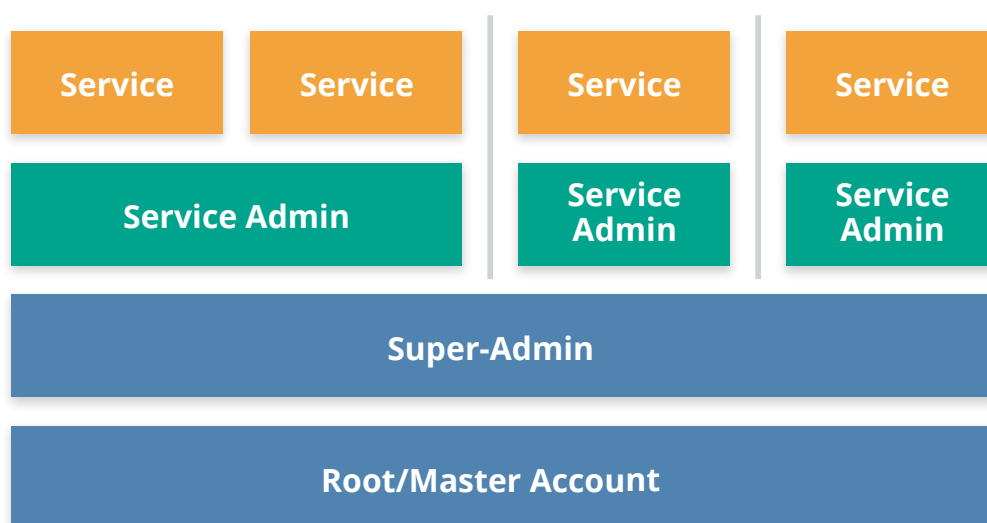 Service
Service
Service
Service
Service Admin
Service
Admin
Service
Admin
Super-Admin
Root/Master Account